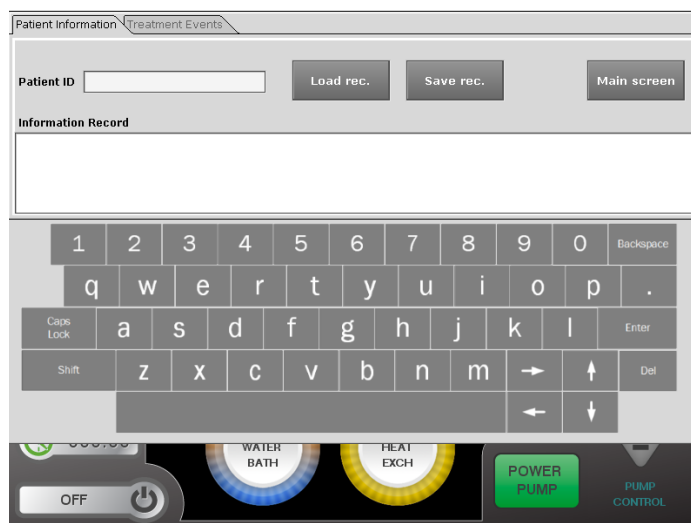 Patient Information Treatment Events
Patient ID Load rec. Save rec. Main screen
Information Record
1 2 3 4 5 6 7 8 9 0 Backspace
q w e r t y u i o p .
Caps Lock a s d f g h j k l Enter
Shift z x c v b n m Del
WATER BATH
HEAT EXCH
POWER PUMP
OFF
PUMP CONTROL